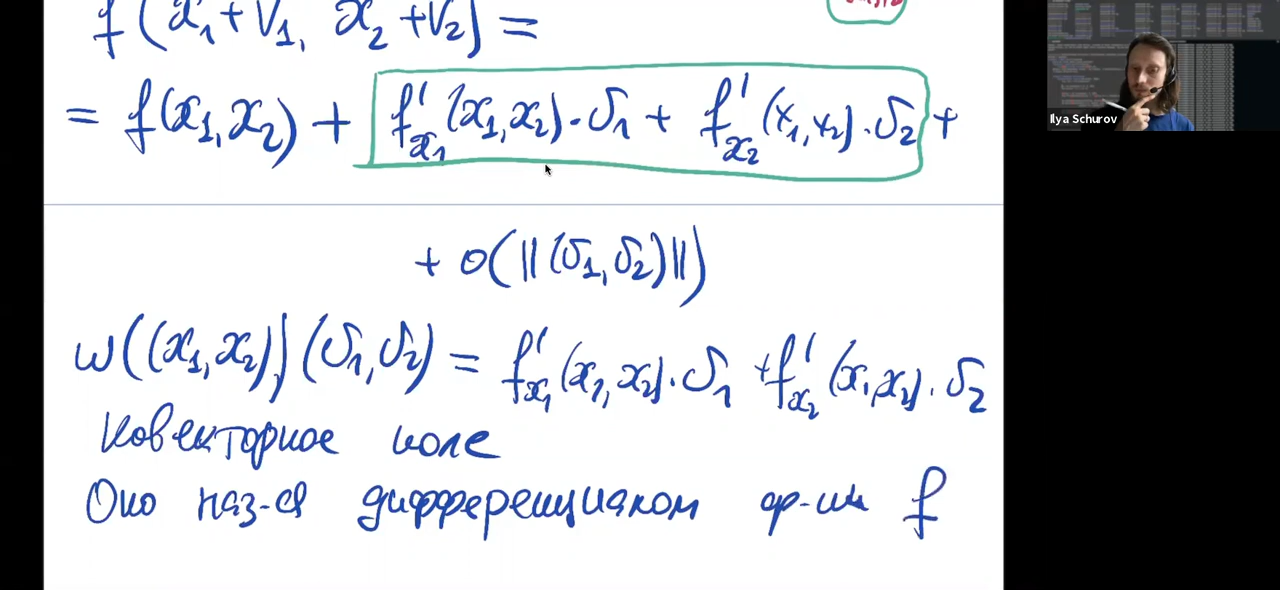 f(x₁+v₁, x₂+v₂) =
= f(x₁,x₂) + f'ₓ₁(x₁,x₂)·v₁ + f'ₓ₂(x₁,x₂)·v₂ +
+ o(||(v₁,v₂)||)
w((x₁,x₂))(v₁,v₂) = f'ₓ₁(x₁,x₂)·v₁ + f'ₓ₂(x₁,x₂)·v₂
Ковекторное поле
Оно наз-ся дифференциалом ф-ии f
Ilya Schurov